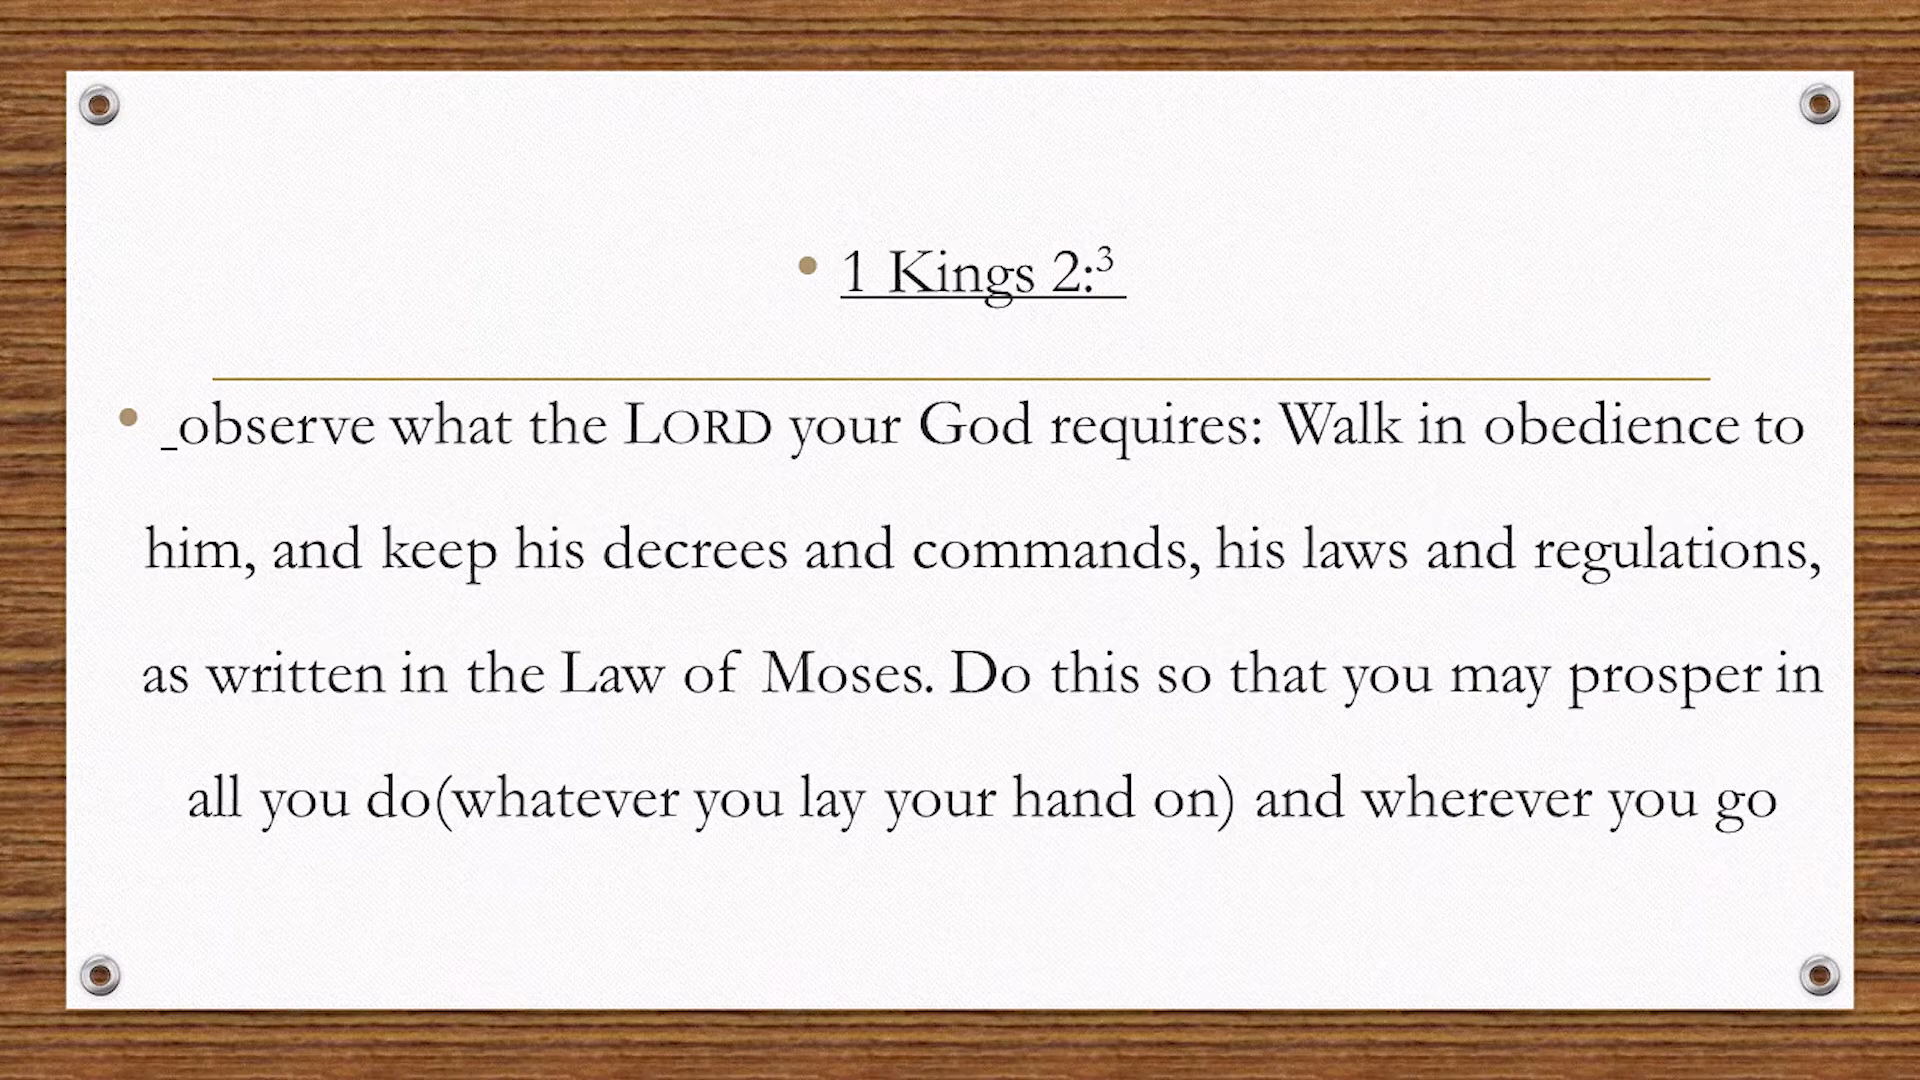 • 1 Kings 2:³
• _observe what the LORD your God requires: Walk in obedience to
him, and keep his decrees and commands, his laws and regulations,
as written in the Law of Moses. Do this so that you may prosper in
all you do(whatever you lay your hand on) and wherever you go